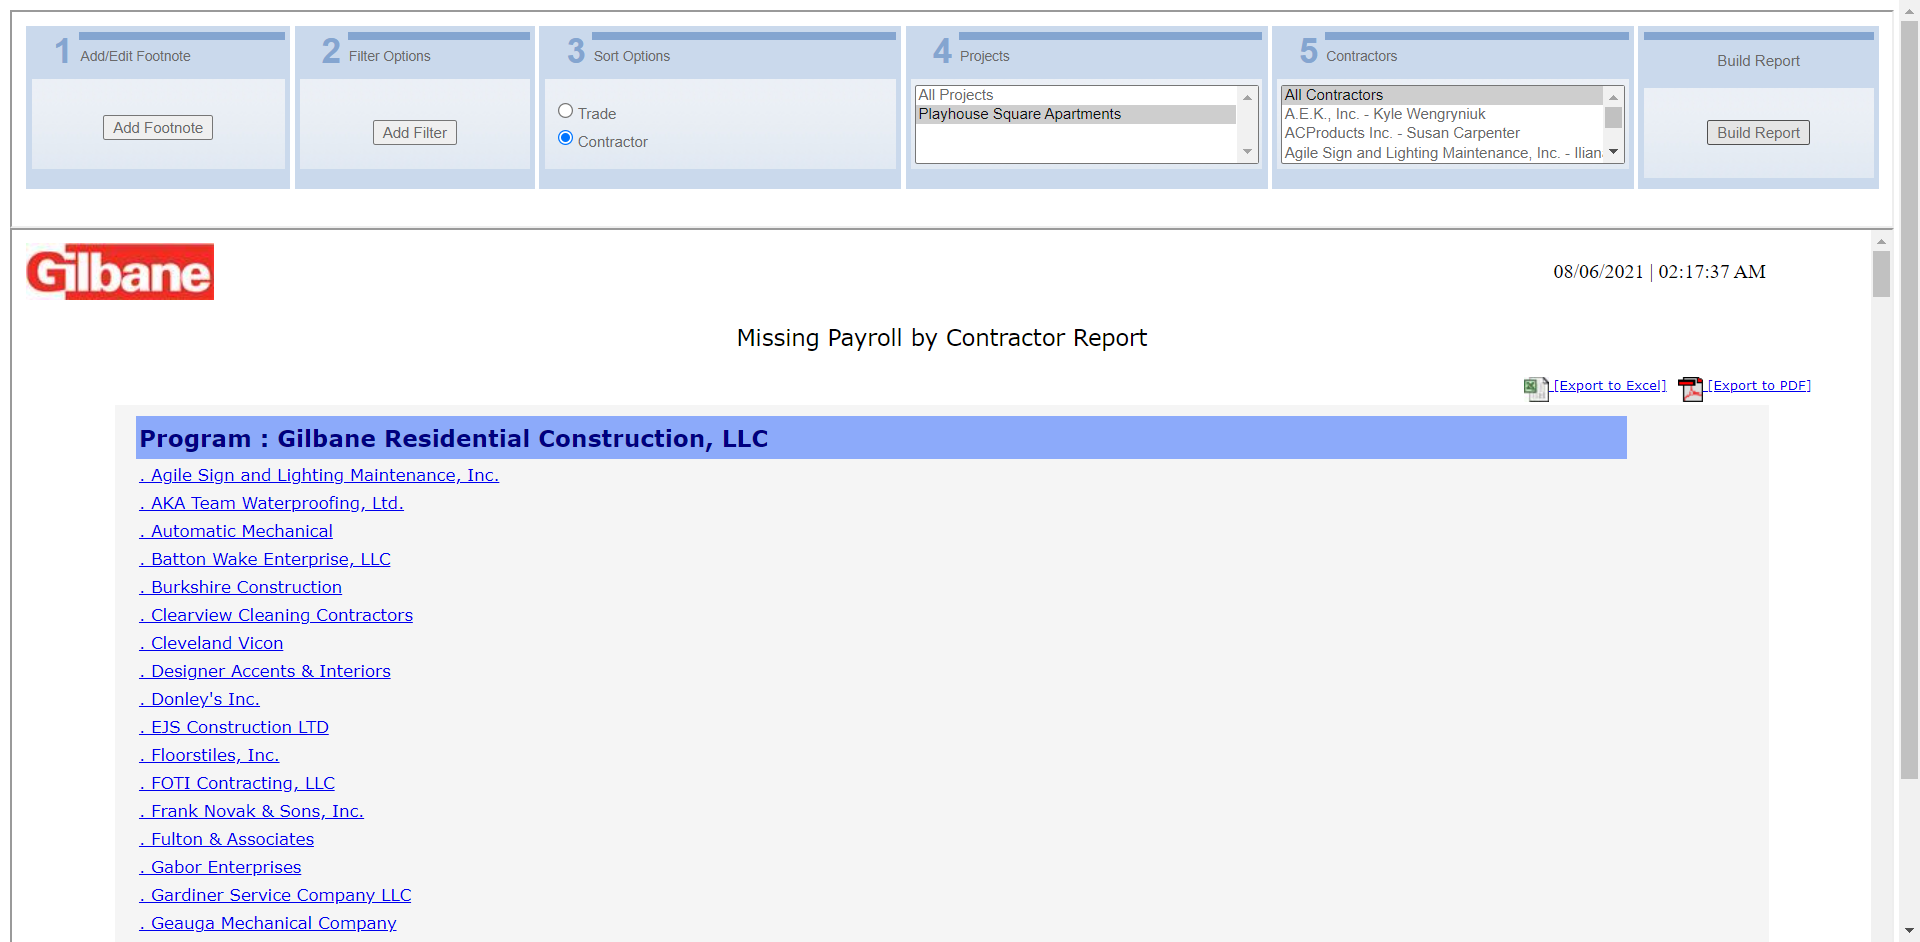 1 Add/Edit Footnote
Add Footnote
2 Filter Options
Add Filter
3 Sort Options
Trade
Contractor
4 Projects
All Projects
Playhouse Square Apartments
5 Contractors
All Contractors
A.E.K., Inc. - Kyle Wengryniuk
ACProducts Inc. - Susan Carpenter
Agile Sign and Lighting Maintenance, Inc. - Ilian
Build Report
Build Report
Gilbane
08/06/2021 | 02:17:37 AM
Missing Payroll by Contractor Report
[Export to Excel] [Export to PDF]
Program : Gilbane Residential Construction, LLC
. Agile Sign and Lighting Maintenance, Inc.
. AKA Team Waterproofing, Ltd.
. Automatic Mechanical
. Batton Wake Enterprise, LLC
. Burkshire Construction
. Clearview Cleaning Contractors
. Cleveland Vicon
. Designer Accents & Interiors
. Donley's Inc.
. EJS Construction LTD
. Floorstiles, Inc.
. FOTI Contracting, LLC
. Frank Novak & Sons, Inc.
. Fulton & Associates
. Gabor Enterprises
. Gardiner Service Company LLC
. Geauga Mechanical Company